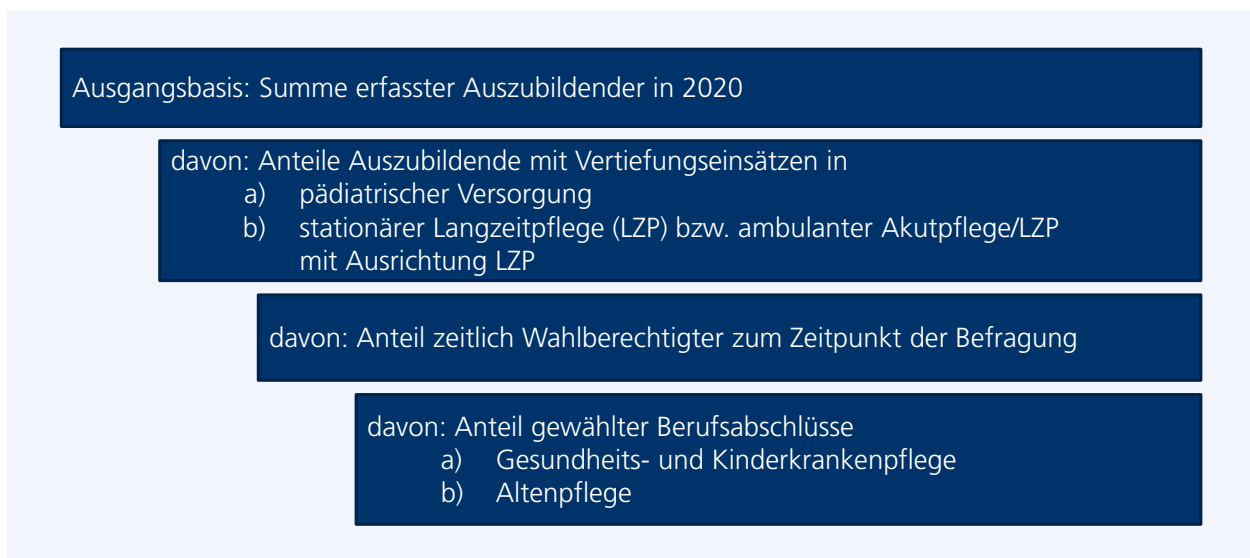 Ausgangsbasis: Summe erfasster Auszubildender in 2020
davon: Anteile Auszubildende mit Vertiefungseinsätzen in
a) pädiatrischer Versorgung
b) stationärer Langzeitpflege (LZP) bzw. ambulanter Akutpflege/LZP
mit Ausrichtung LZP
davon: Anteil zeitlich Wahlberechtigter zum Zeitpunkt der Befragung
davon: Anteil gewählter Berufsabschlüsse
a) Gesundheits- und Kinderkrankenpflege
b) Altenpflege